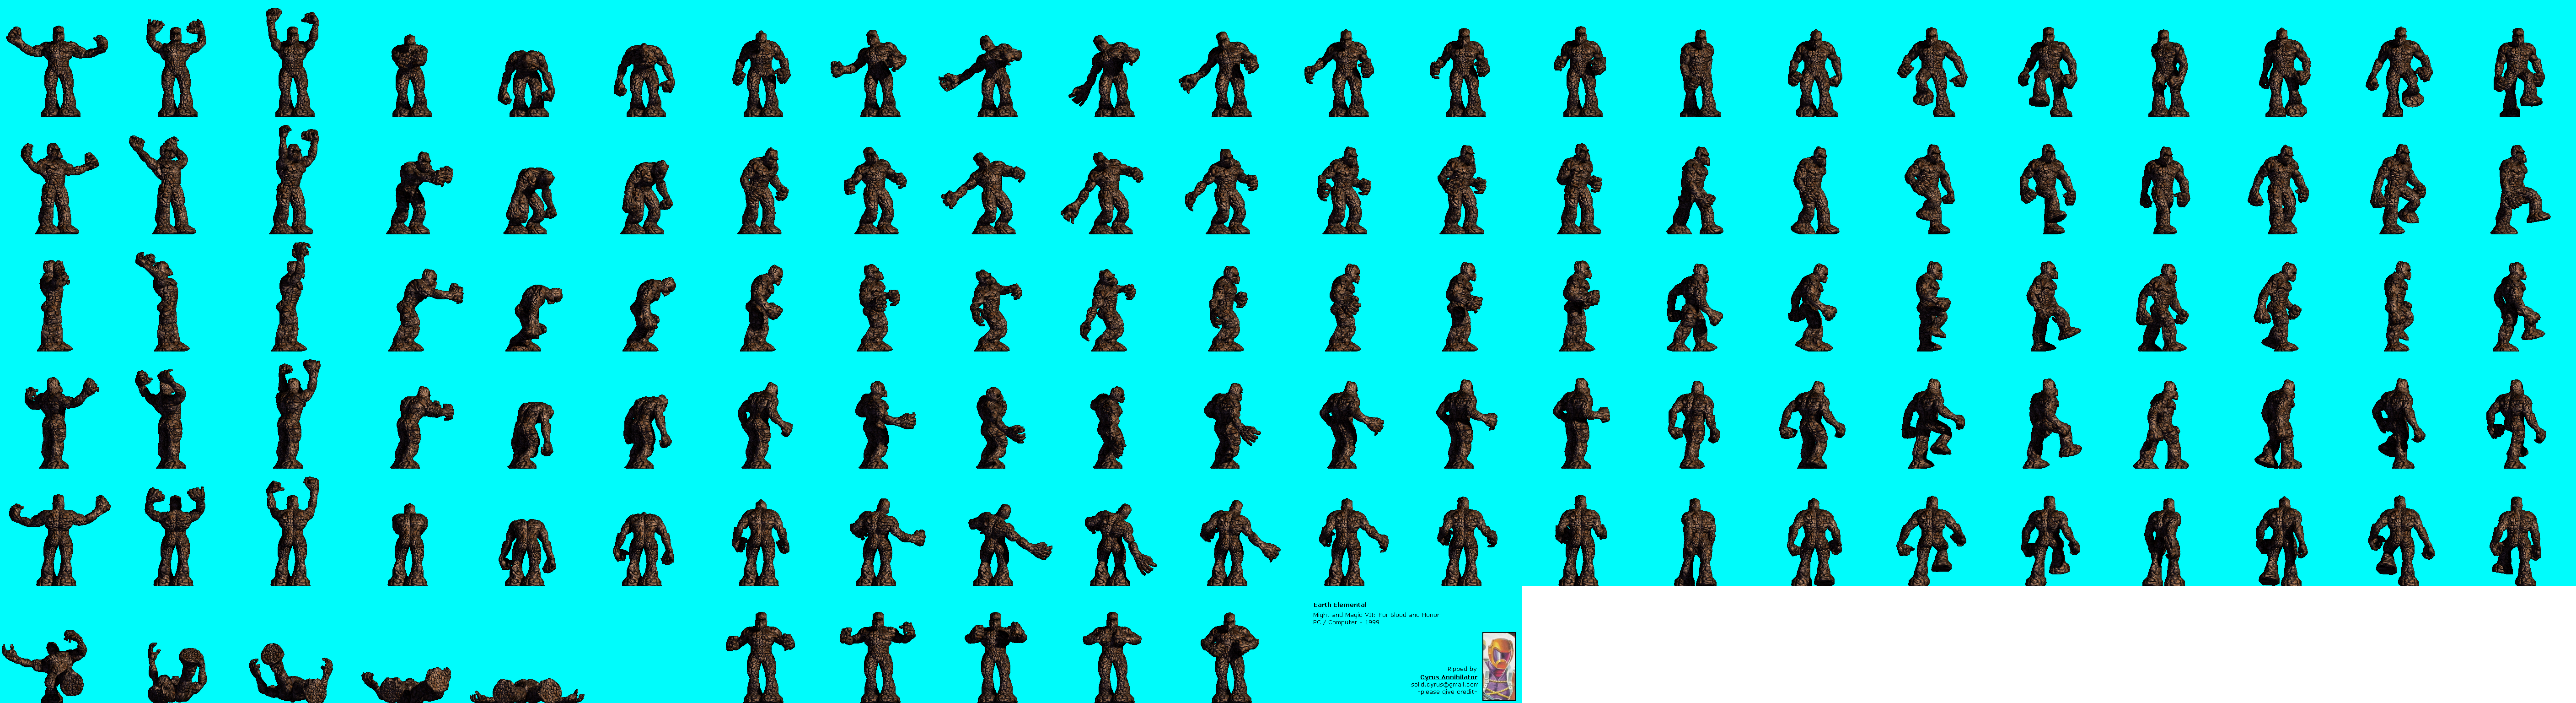 Earth Elemental
Might and Magic VII: For Blood and Honor
PC / Computer - 1999
Ripped by
Cyrus Annihilator
solid.cyrus@gmail.com
~please give credit~